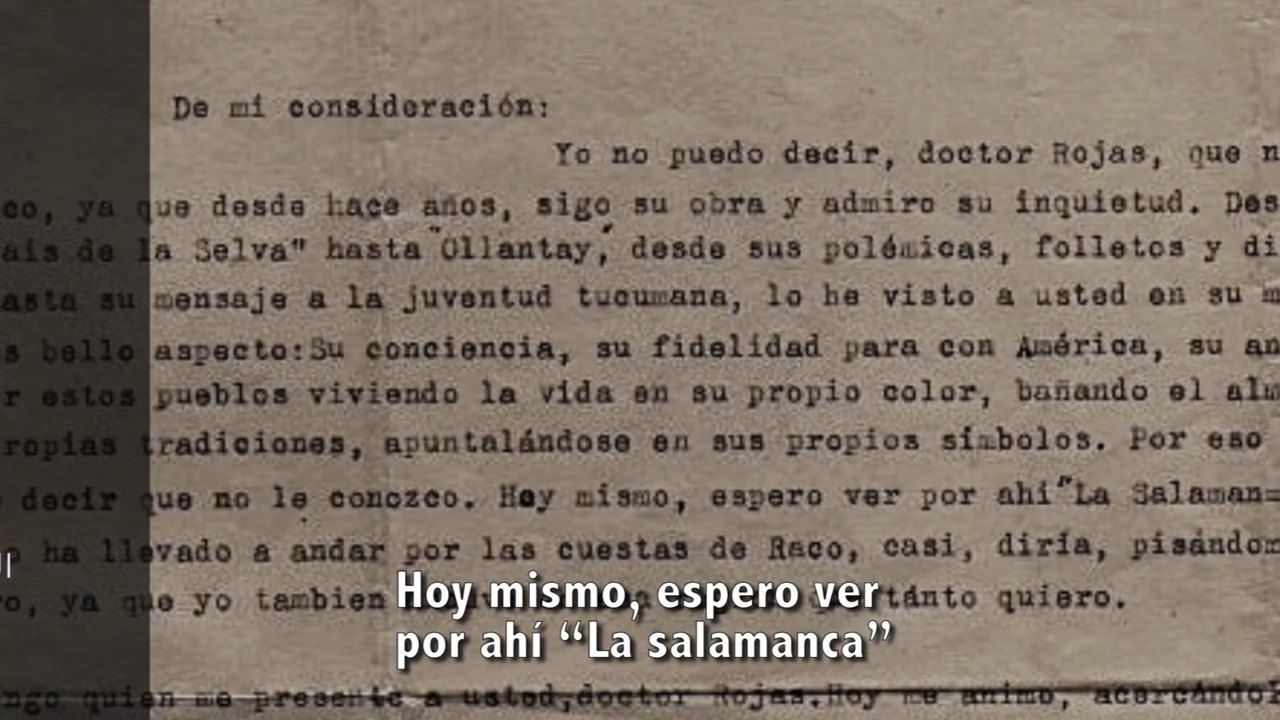 De mi consideración:
Yo no puedo decir, doctor Rojas, que n
co, ya que desde hace años, sigo su obra y admiro su inquietud. Des
ais de la Selva" hasta "Ollantay," desde sus polémicas, folletos y di
asta su mensaje a la juventud tucumana, lo he visto a usted en su m
s bello aspecto:Su conciencia, su fidelidad para con América, su an
r estos pueblos viviendo la vida en su propio color, bañando el alm
ropias tradiciones, apuntalándose en sus propios símbolos. Por eso
decir que no le conozco. Hoy mismo, espero ver por ahí "La Salaman=
o ha llevado a andar por las cuestas de Raco, casi, diría, pisándom
ro, ya que yo tambien tánto quiero.
Hoy mismo, espero ver
por ahí “La salamanca”
ngo quien me presente a usted,doctor Rojas.Hoy me animo, acercándol